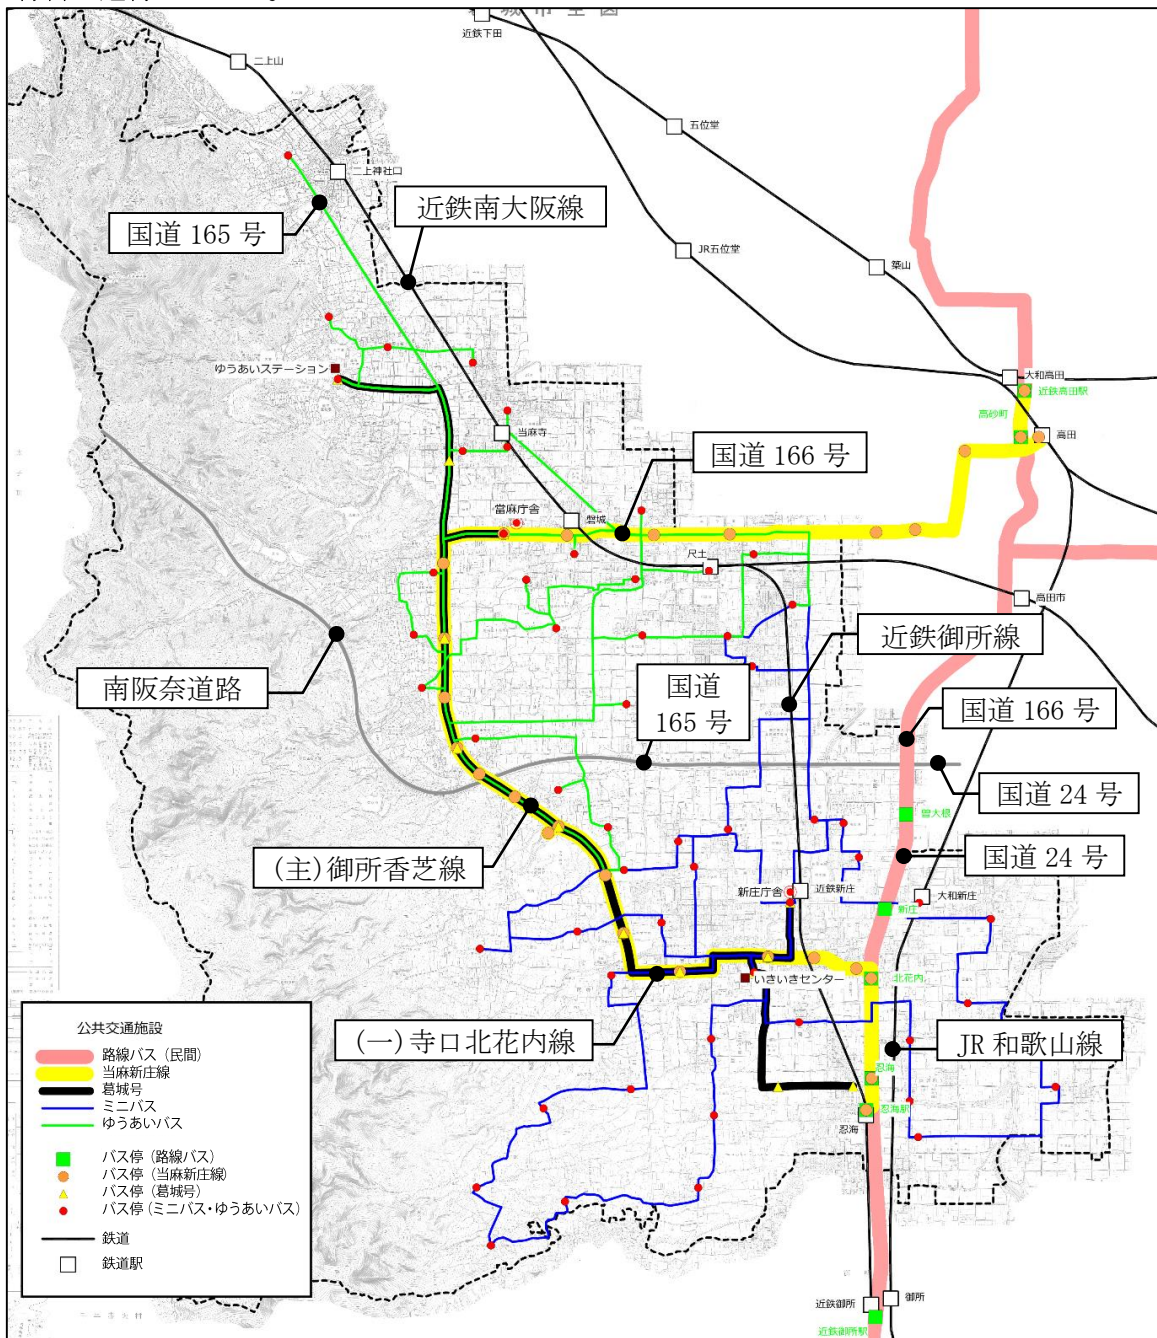 城市全図
近鉄下田
二上山
五位堂
二上神社口
近鉄南大阪線
国道 165 号
JR五位堂
築山
ゆうあいステーション
大和高田
近鉄高田駅
高砂町
高田
当麻寺
国道 166 号
當麻庁舎
磐城
尺土
高田市
近鉄御所線
南阪奈道路
国道
165 号
国道 166 号
国道 24 号
曽大根
国道 24 号
(主)御所香芝線
新庄庁舎
近鉄新庄
大和新庄
新庄
いきいきセンター
北花内
(一)寺口北花内線
JR 和歌山線
忍海
忍海駅
忍海
公共交通施設
路線バス（民間）
当麻新庄線
葛城号
ミニバス
ゆうあいバス
バス停（路線バス）
バス停（当麻新庄線）
バス停（葛城号）
バス停（ミニバス・ゆうあいバス）
鉄道
鉄道駅
近鉄御所
御所
近鉄御所駅